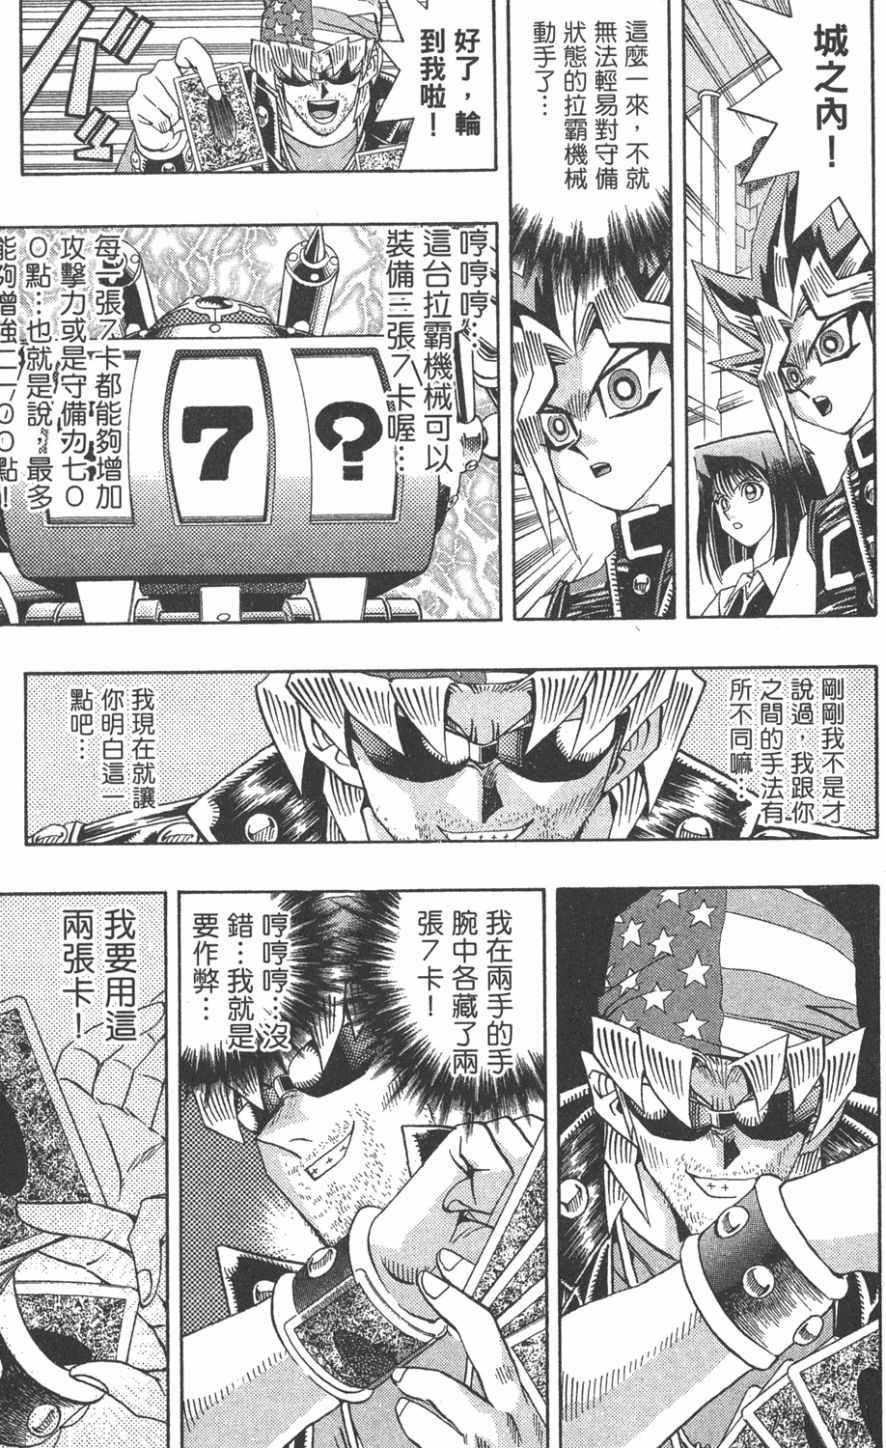 城之內！
這麼一來，不就
無法輕易對守備
狀態的拉霸機械
動手了…
好了，輪
到我啦！
哼哼哼…
這台拉霸機械可以
裝備三張7卡喔…
7 ?
每一張7卡都能夠增加
攻擊力或是守備力七０
０點…也就是說，最多
能夠增強二一００點！
剛剛我不是才
說過，我跟你
之間的手法有
所不同嘛…
我現在就讓
你明白這一
點吧…
我在兩手的手
腕中各藏了兩
張7卡！
哼哼哼…沒
錯…我就是
要作弊…
我要用這
兩張卡！